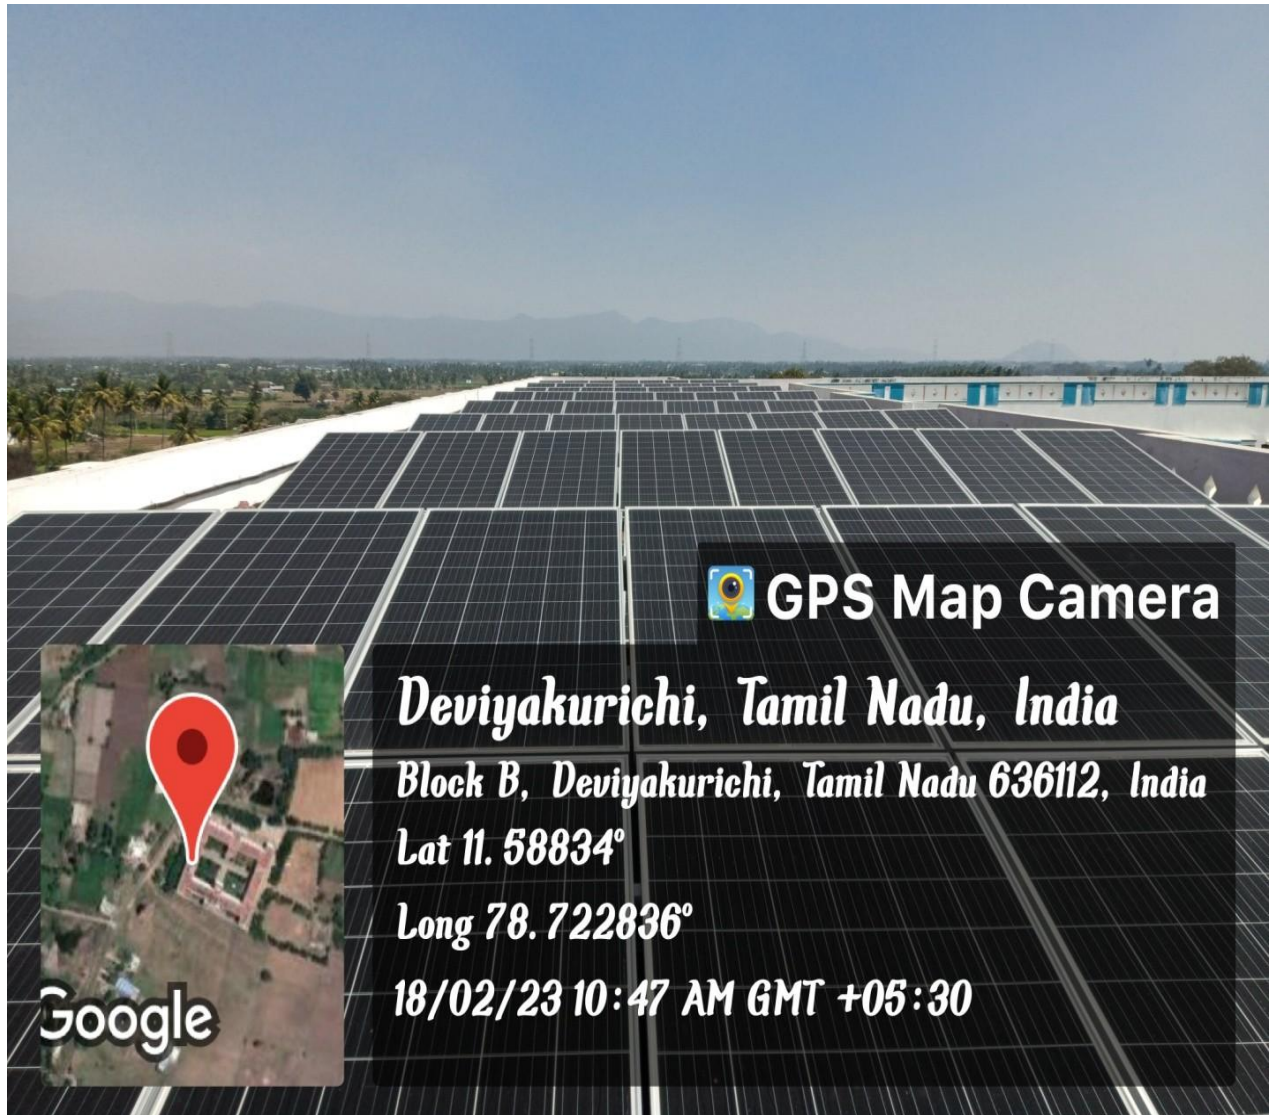 GPS Map Camera
Deviyakurichi, Tamil Nadu, India
Block B, Deviyakurichi, Tamil Nadu 636112, India
Lat 11.58834°
Long 78.722836°
18/02/23 10:47 AM GMT +05:30
Google